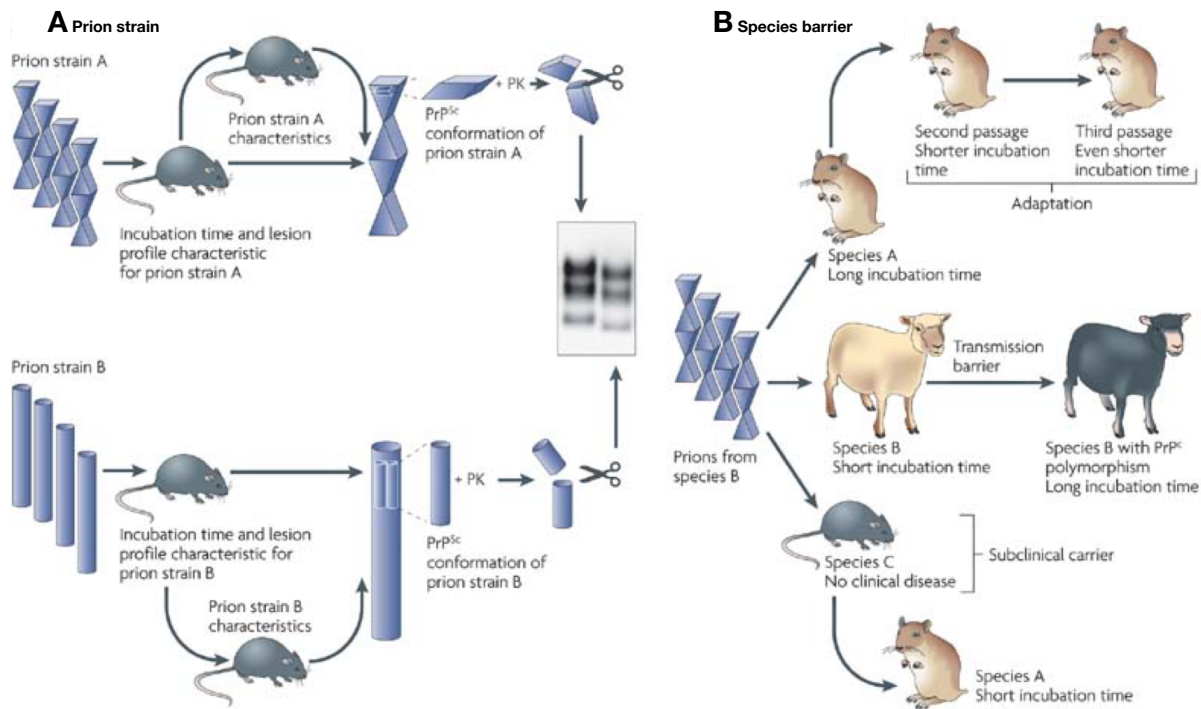 A Prion strain
Prion strain A
Prion strain A
characteristics
Incubation time and lesion
profile characteristic
for prion strain A
PrPSc
conformation of
prion strain A
+ PK
Prion strain B
Incubation time and lesion
profile characteristic for
prion strain B
Prion strain B
characteristics
PrPSc
conformation of
prion strain B
+ PK
B Species barrier
Second passage
Shorter incubation
time
Third passage
Even shorter
incubation time
Adaptation
Species A
Long incubation time
Prions from
species B
Species B
Short incubation time
Transmission
barrier
Species B with PrPc
polymorphism
Long incubation time
Species C
No clinical disease
Subclinical carrier
Species A
Short incubation time